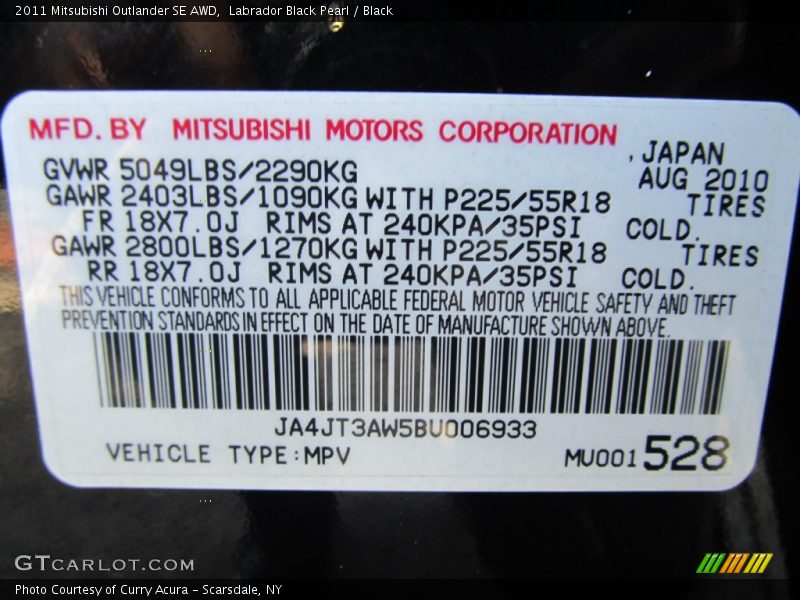 2011 Mitsubishi Outlander SE AWD,  Labrador Black Pearl / Black
MFD. BY  MITSUBISHI MOTORS CORPORATION , JAPAN
GVWR 5049LBS/2290KG AUG 2010
GAWR 2403LBS/1090KG WITH P225/55R18 TIRES
FR 18X7.0J RIMS AT 240KPA/35PSI COLD.
GAWR 2800LBS/1270KG WITH P225/55R18 TIRES
RR 18X7.0J RIMS AT 240KPA/35PSI COLD.
THIS VEHICLE CONFORMS TO ALL APPLICABLE FEDERAL MOTOR VEHICLE SAFETY AND THEFT
PREVENTION STANDARDS IN EFFECT ON THE DATE OF MANUFACTURE SHOWN ABOVE.
JA4JT3AW5BU006933
VEHICLE TYPE:MPV MU001 528
GTCARLOT.COM
Photo Courtesy of Curry Acura - Scarsdale, NY